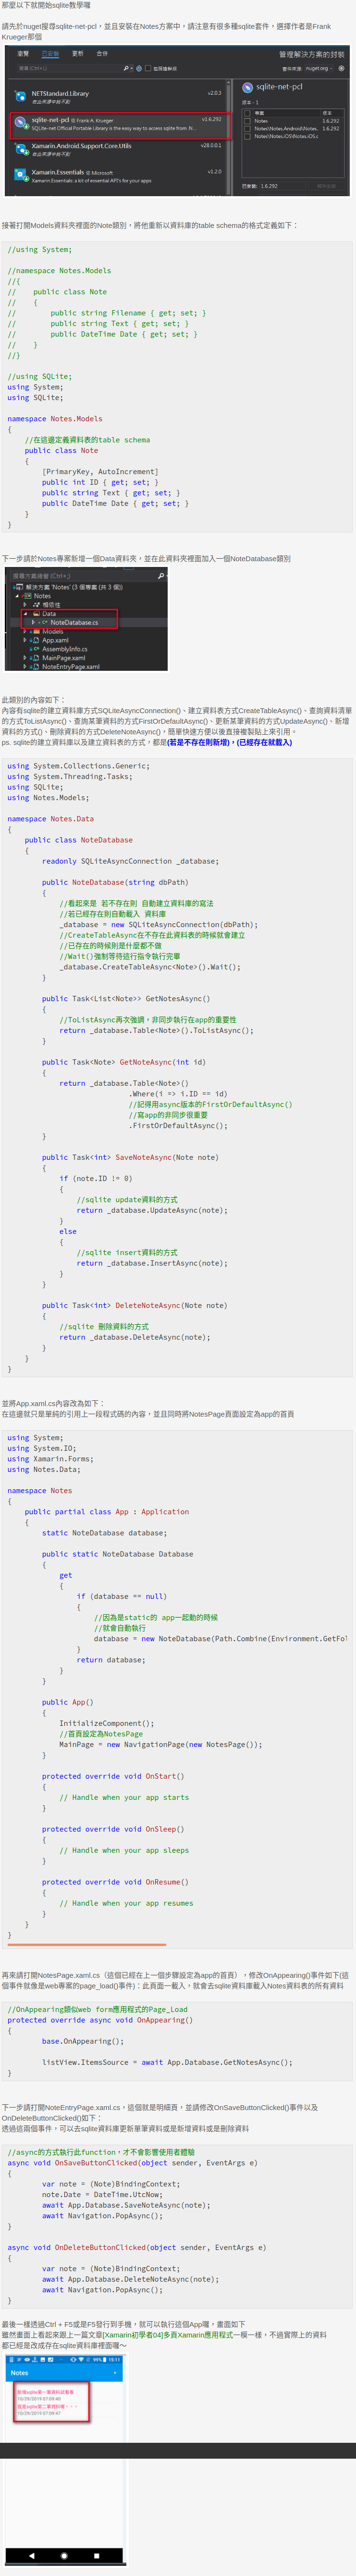 那麼以下就開始sqlite教學囉
請先於nuget搜尋sqlite-net-pcl，並且安裝在Notes方案中，請注意有很多種sqlite套件，選擇作者是Frank
Krueger那個
瀏覽 已安裝 更新 合併
管理解決方案的封裝
搜尋 (Ctrl+L)
套件來源: nuget.org
NETStandard.Library
v2.0.3
sqlite-net-pcl 由 Frank A. Krueger
v1.6.292
SQLite-net Official Portable Library is the easy way to access sqlite from .N...
Xamarin.Android.Support.Core.Utils
v28.0.0.1
Xamarin.Essentials 由 Microsoft
v1.2.0
Xamarin.Essentials: a kit of essential API's for your apps
sqlite-net-pcl
版本 - 1
專案 版本
Notes 1.6.292
Notes\Notes.Android\Notes. 1.6.292
Notes\Notes.iOS\Notes.iOS.c 1.6.292
已安裝: 1.6.292
接著打開Models資料夾裡面的Note類別，將他重新以資料庫的table schema的格式定義如下：
//using System;
//namespace Notes.Models
//{
//    public class Note
//    {
//        public string Filename { get; set; }
//        public string Text { get; set; }
//        public DateTime Date { get; set; }
//    }
//}
//using SQLite;
using System;
using SQLite;
namespace Notes.Models
{
    //在這邊定義資料表的table schema
    public class Note
    {
        [PrimaryKey, AutoIncrement]
        public int ID { get; set; }
        public string Text { get; set; }
        public DateTime Date { get; set; }
    }
}
下一步請於Notes專案新增一個Data資料夾，並在此資料夾裡面加入一個NoteDatabase類別
搜尋方案總管 (Ctrl+;)
解決方案 'Notes' (3 個專案 (共 3 個))
Notes
相依性
Data
NoteDatabase.cs
Models
App.xaml
AssemblyInfo.cs
MainPage.xaml
NoteEntryPage.xaml
此類別的內容如下：
內容有sqlite的建立資料庫方式SQLiteAsyncConnection()、建立資料表方式CreateTableAsync()、查詢資料清單
的方式ToListAsync()、查詢某筆資料的方式FirstOrDefaultAsync()、更新某筆資料的方式UpdateAsync()、新增
資料的方式()、刪除資料的方式DeleteNoteAsync()，簡單快速方便以後直接複製貼上來引用。
ps. sqlite的建立資料庫以及建立資料表的方式，都是(若是不存在則新增)，(已經存在就載入)
using System.Collections.Generic;
using System.Threading.Tasks;
using SQLite;
using Notes.Models;
namespace Notes.Data
{
    public class NoteDatabase
    {
        readonly SQLiteAsyncConnection _database;
        public NoteDatabase(string dbPath)
        {
            //看起來是 若不存在則 自動建立資料庫的寫法
            //若已經存在則自動載入 資料庫
            _database = new SQLiteAsyncConnection(dbPath);
            //CreateTableAsync在不存在此資料表的時候就會建立
            //已存在的時候則是什麼都不做
            //Wait()強制等待這行指令執行完畢
            _database.CreateTableAsync<Note>().Wait();
        }
        public Task<List<Note>> GetNotesAsync()
        {
            //ToListAsync再次強調，非同步執行在app的重要性
            return _database.Table<Note>().ToListAsync();
        }
        public Task<Note> GetNoteAsync(int id)
        {
            return _database.Table<Note>()
                            .Where(i => i.ID == id)
                            //記得用async版本的FirstOrDefaultAsync()
                            //寫app的非同步很重要
                            .FirstOrDefaultAsync();
        }
        public Task<int> SaveNoteAsync(Note note)
        {
            if (note.ID != 0)
            {
                //sqlite update資料的方式
                return _database.UpdateAsync(note);
            }
            else
            {
                //sqlite insert資料的方式
                return _database.InsertAsync(note);
            }
        }
        public Task<int> DeleteNoteAsync(Note note)
        {
            //sqlite 刪除資料的方式
            return _database.DeleteAsync(note);
        }
    }
}
並將App.xaml.cs內容改為如下：
在這邊就只是單純的引用上一段程式碼的內容，並且同時將NotesPage頁面設定為app的首頁
using System;
using System.IO;
using Xamarin.Forms;
using Notes.Data;
namespace Notes
{
    public partial class App : Application
    {
        static NoteDatabase database;
        public static NoteDatabase Database
        {
            get
            {
                if (database == null)
                {
                    //因為是static的 app一起動的時候
                    //就會自動執行
                    database = new NoteDatabase(Path.Combine(Environment.GetFol
                }
                return database;
            }
        }
        public App()
        {
            InitializeComponent();
            //首頁設定為NotesPage
            MainPage = new NavigationPage(new NotesPage());
        }
        protected override void OnStart()
        {
            // Handle when your app starts
        }
        protected override void OnSleep()
        {
            // Handle when your app sleeps
        }
        protected override void OnResume()
        {
            // Handle when your app resumes
        }
    }
}
再來請打開NotesPage.xaml.cs（這個已經在上一個步驟設定為app的首頁），修改OnAppearing()事件如下(這
個事件就像是web專案的page_load()事件)：此頁面一載入，就會去sqlite資料庫載入Notes資料表的所有資料
//OnAppearing類似web form應用程式的Page_Load
protected override async void OnAppearing()
{
        base.OnAppearing();
        listView.ItemsSource = await App.Database.GetNotesAsync();
}
下一步請打開NoteEntryPage.xaml.cs，這個就是明細頁，並請修改OnSaveButtonClicked()事件以及
OnDeleteButtonClicked()如下：
透過這兩個事件，可以去sqlite資料庫更新單筆資料或是新增資料或是刪除資料
//async的方式執行此function，才不會影響使用者體驗
async void OnSaveButtonClicked(object sender, EventArgs e)
{
        var note = (Note)BindingContext;
        note.Date = DateTime.UtcNow;
        await App.Database.SaveNoteAsync(note);
        await Navigation.PopAsync();
}
async void OnDeleteButtonClicked(object sender, EventArgs e)
{
        var note = (Note)BindingContext;
        await App.Database.DeleteNoteAsync(note);
        await Navigation.PopAsync();
}
最後一樣透過Ctrl + F5或是F5發行到手機，就可以執行這個App囉，畫面如下
雖然畫面上看起來跟上一篇文章[Xamarin初學者04]多頁Xamarin應用程式一模一樣，不過實際上的資料
都已經是改成存在sqlite資料庫裡面囉～
99% 10:11
Notes
+